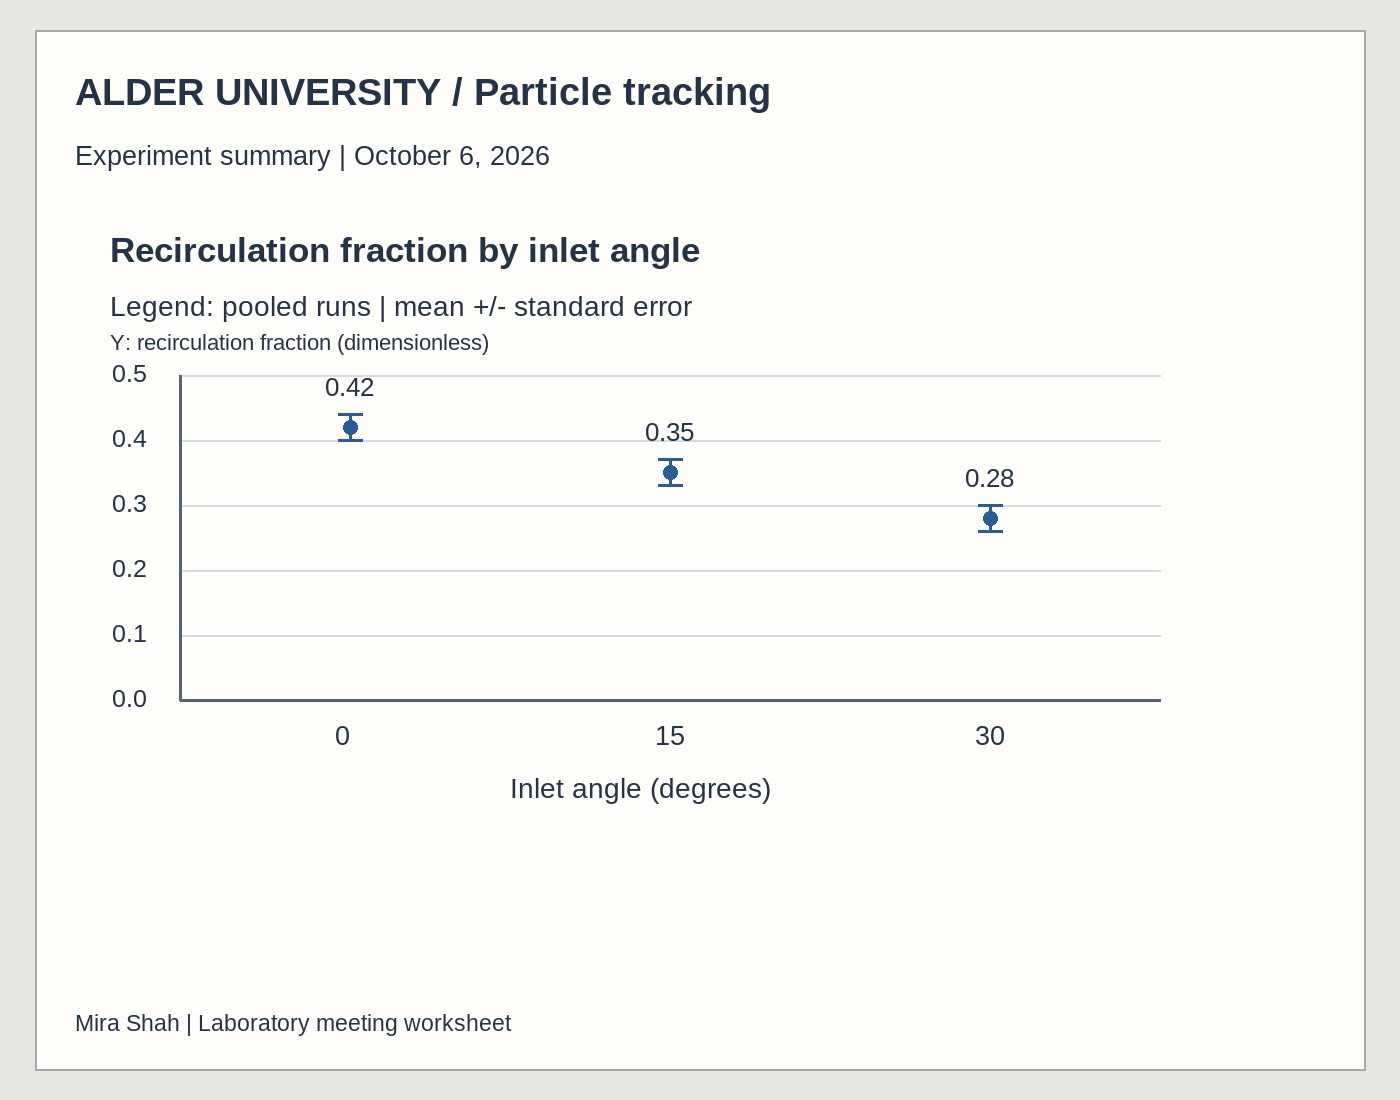 ALDER UNIVERSITY / Particle tracking
Experiment summary | October 6, 2026
Recirculation fraction by inlet angle
Legend: pooled runs | mean +/- standard error
Y: recirculation fraction (dimensionless)
0.5
0.42
0.4
0.35
0.28
0.3
0.2
0.1
0.0
0 15 30
Inlet angle (degrees)
Mira Shah | Laboratory meeting worksheet